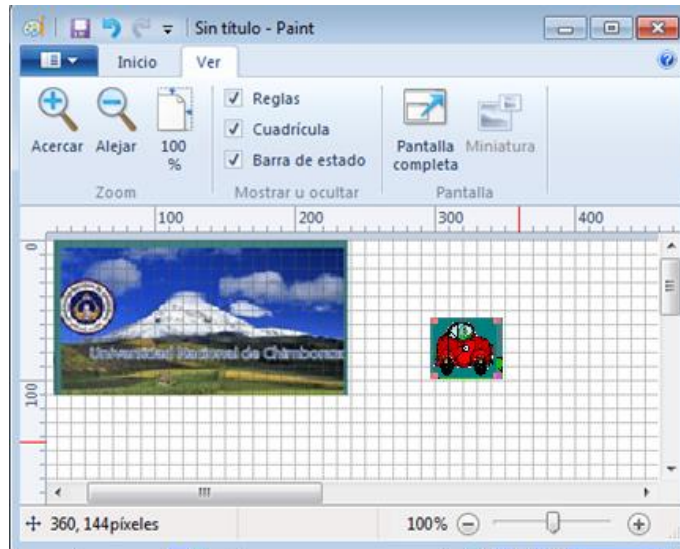 Sin título - Paint
Inicio Ver
Acercar Alejar 100 %
Reglas
Cuadrícula
Barra de estado
Pantalla completa
Miniatura
Zoom Mostrar u ocultar Pantalla
100 200 300 400
0
Universidad Nacional de Chimborazo
100
360, 144píxeles 100%